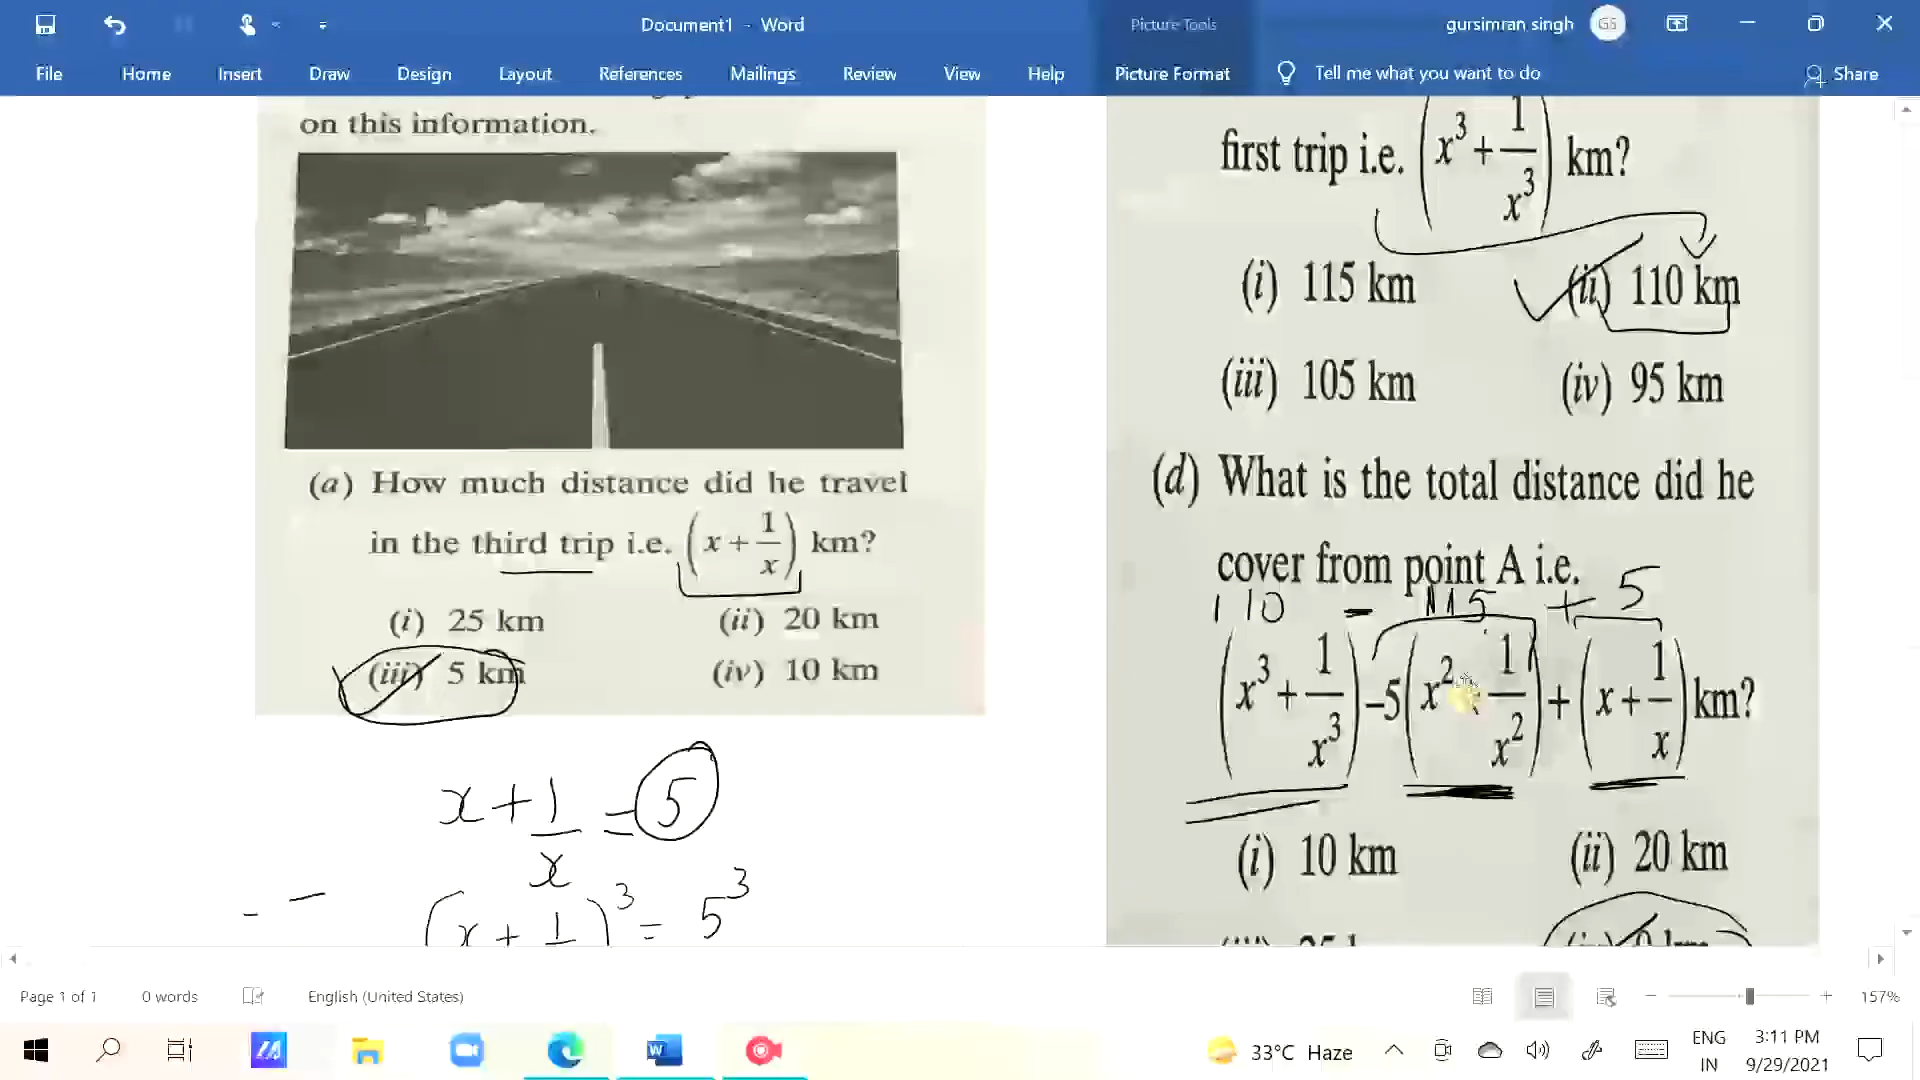 Document1 - Word
Picture Tools
gursimran singh
GS
File Home Insert Draw Design Layout References Mailings Review View Help Picture Format Tell me what you want to do Share
on this information.
(a) How much distance did he travel
in the third trip i.e. (x + 1/x) km?
(i) 25 km (ii) 20 km
(iii) 5 km (iv) 10 km
x + 1/x = 5
(x + 1 )³ = 5³
first trip i.e. (x³ + 1/x³) km?
(i) 115 km (ii) 110 km
(iii) 105 km (iv) 95 km
(d) What is the total distance did he
cover from point A i.e.
110 - 115 + 5
(x³ + 1/x³) –5(x² 1/x²) + (x + 1/x) km?
(i) 10 km (ii) 20 km
Page 1 of 1 0 words English (United States) 157%
33°C Haze
ENG
IN
3:11 PM
9/29/2021